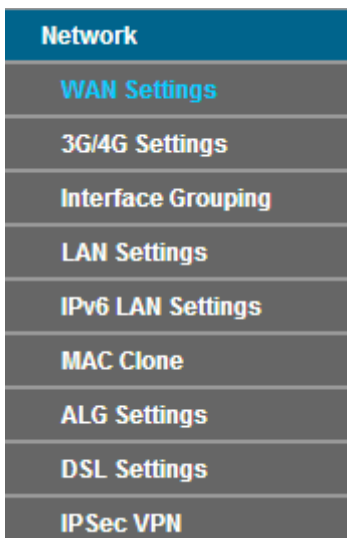 Network
WAN Settings
3G/4G Settings
Interface Grouping
LAN Settings
IPv6 LAN Settings
MAC Clone
ALG Settings
DSL Settings
IPSec VPN